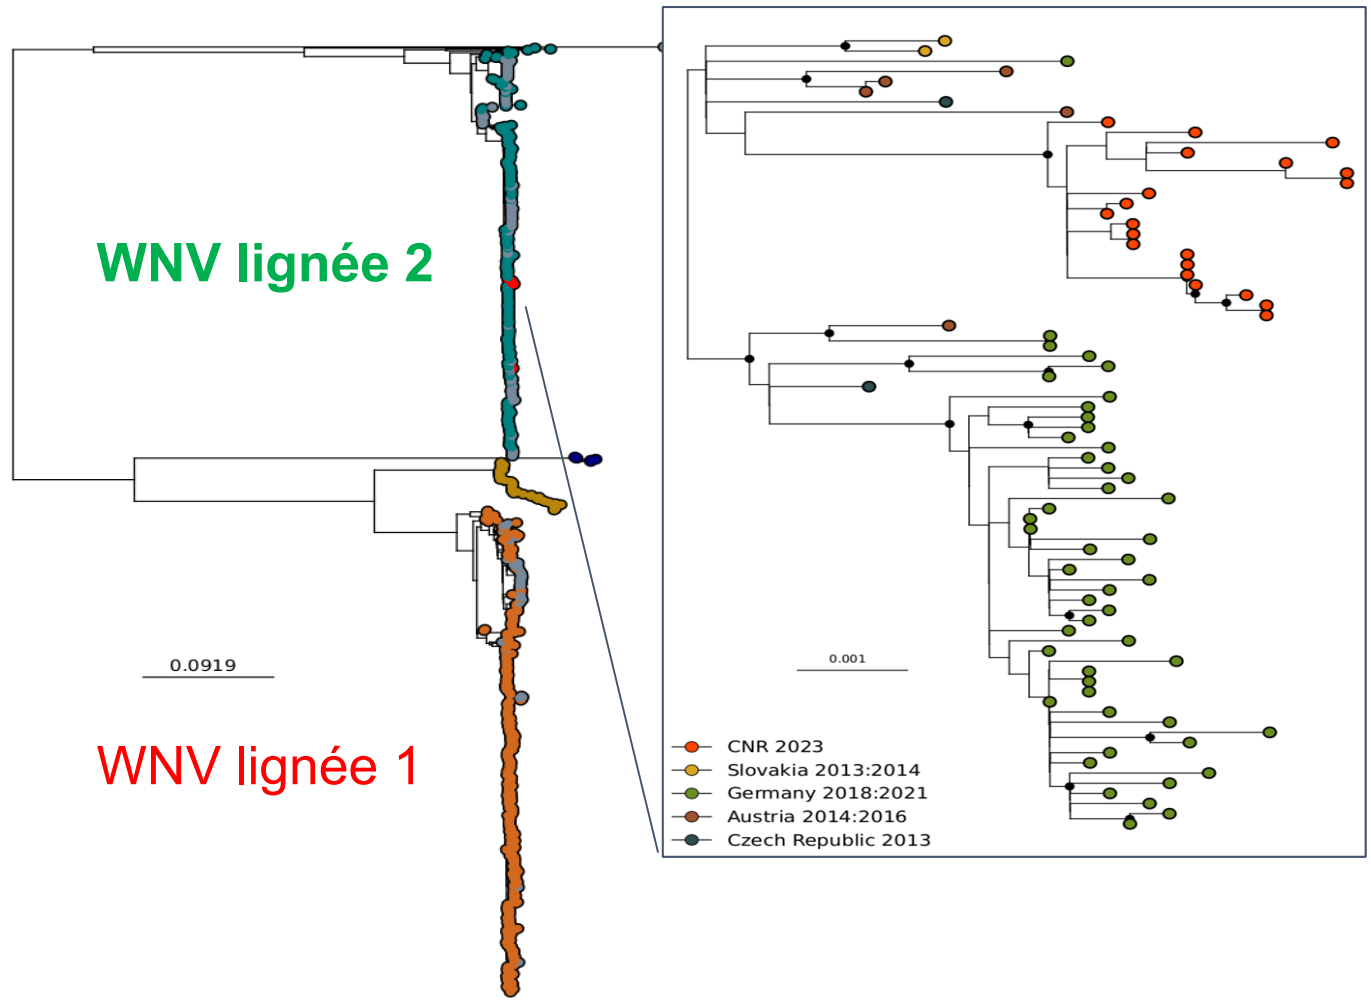 WNV lignée 2
0.0919
WNV lignée 1
0.001
CNR 2023
Slovakia 2013:2014
Germany 2018:2021
Austria 2014:2016
Czech Republic 2013